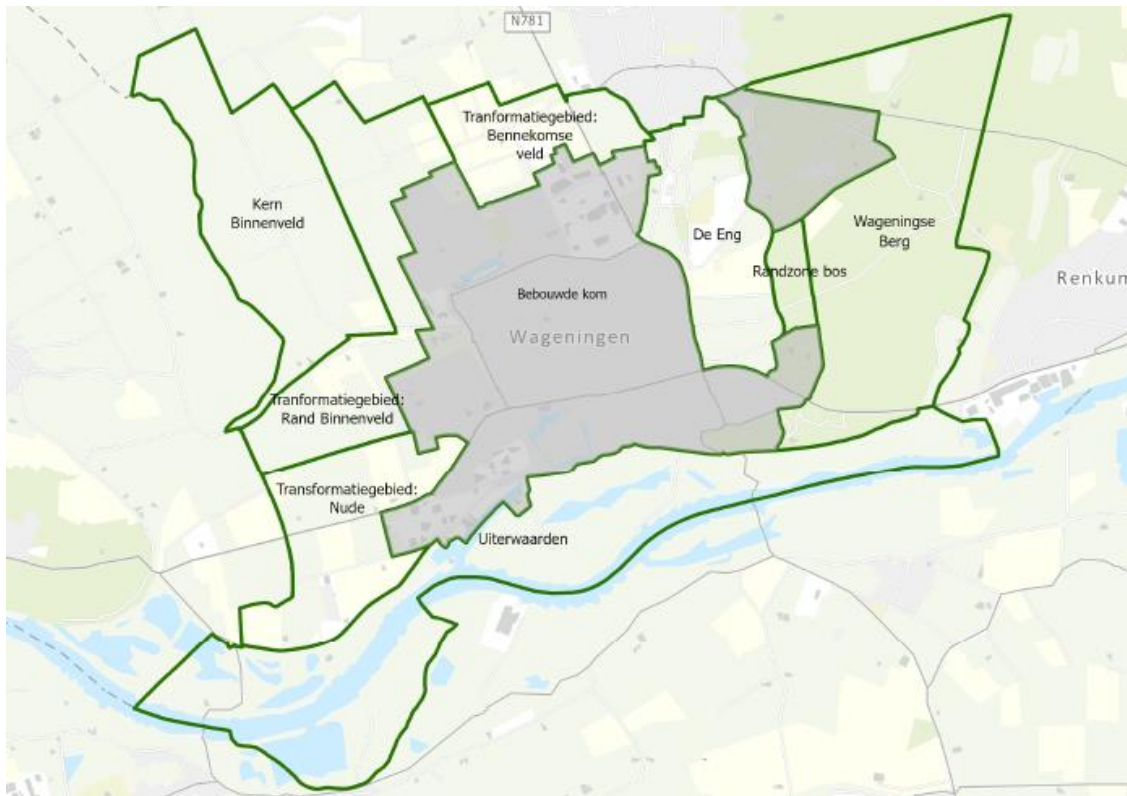 N781
Tranformatiegebied:
Bennekomse
veld
Kern
Binnenveld
De Eng
Wageningse
Berg
Randzone bos
Renkum
Bebouwde kom
Wageningen
Tranformatiegebied:
Rand Binnenveld
Transformatiegebied:
Nude
Uiterwaarden